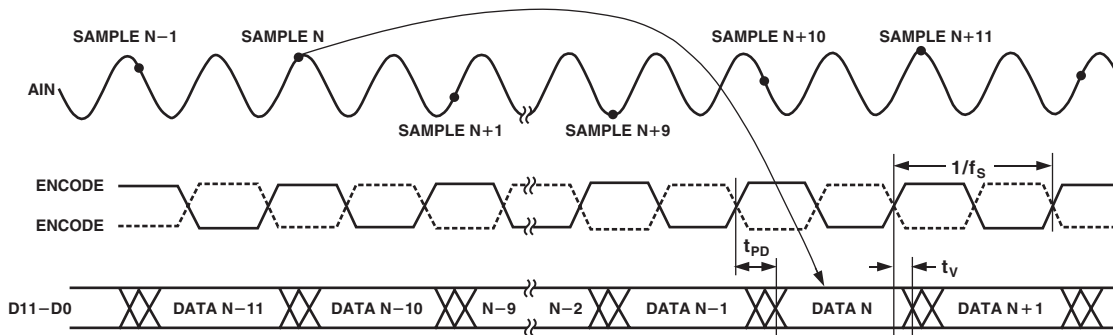 SAMPLE N−1
SAMPLE N
SAMPLE N+10
SAMPLE N+11
AIN
SAMPLE N+1
SAMPLE N+9
ENCODE
1/fS
ENCODE
tPD
tV
D11−D0
DATA N−11
DATA N−10
N−9
N−2
DATA N−1
DATA N
DATA N+1